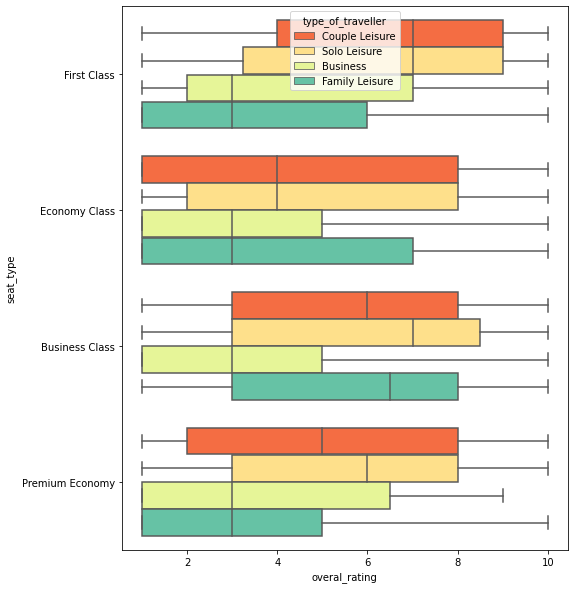 type_of_traveller
Couple Leisure
Solo Leisure
Business
Family Leisure
First Class
Economy Class
Business Class
Premium Economy
seat_type
2 4 6 8 10
overal_rating